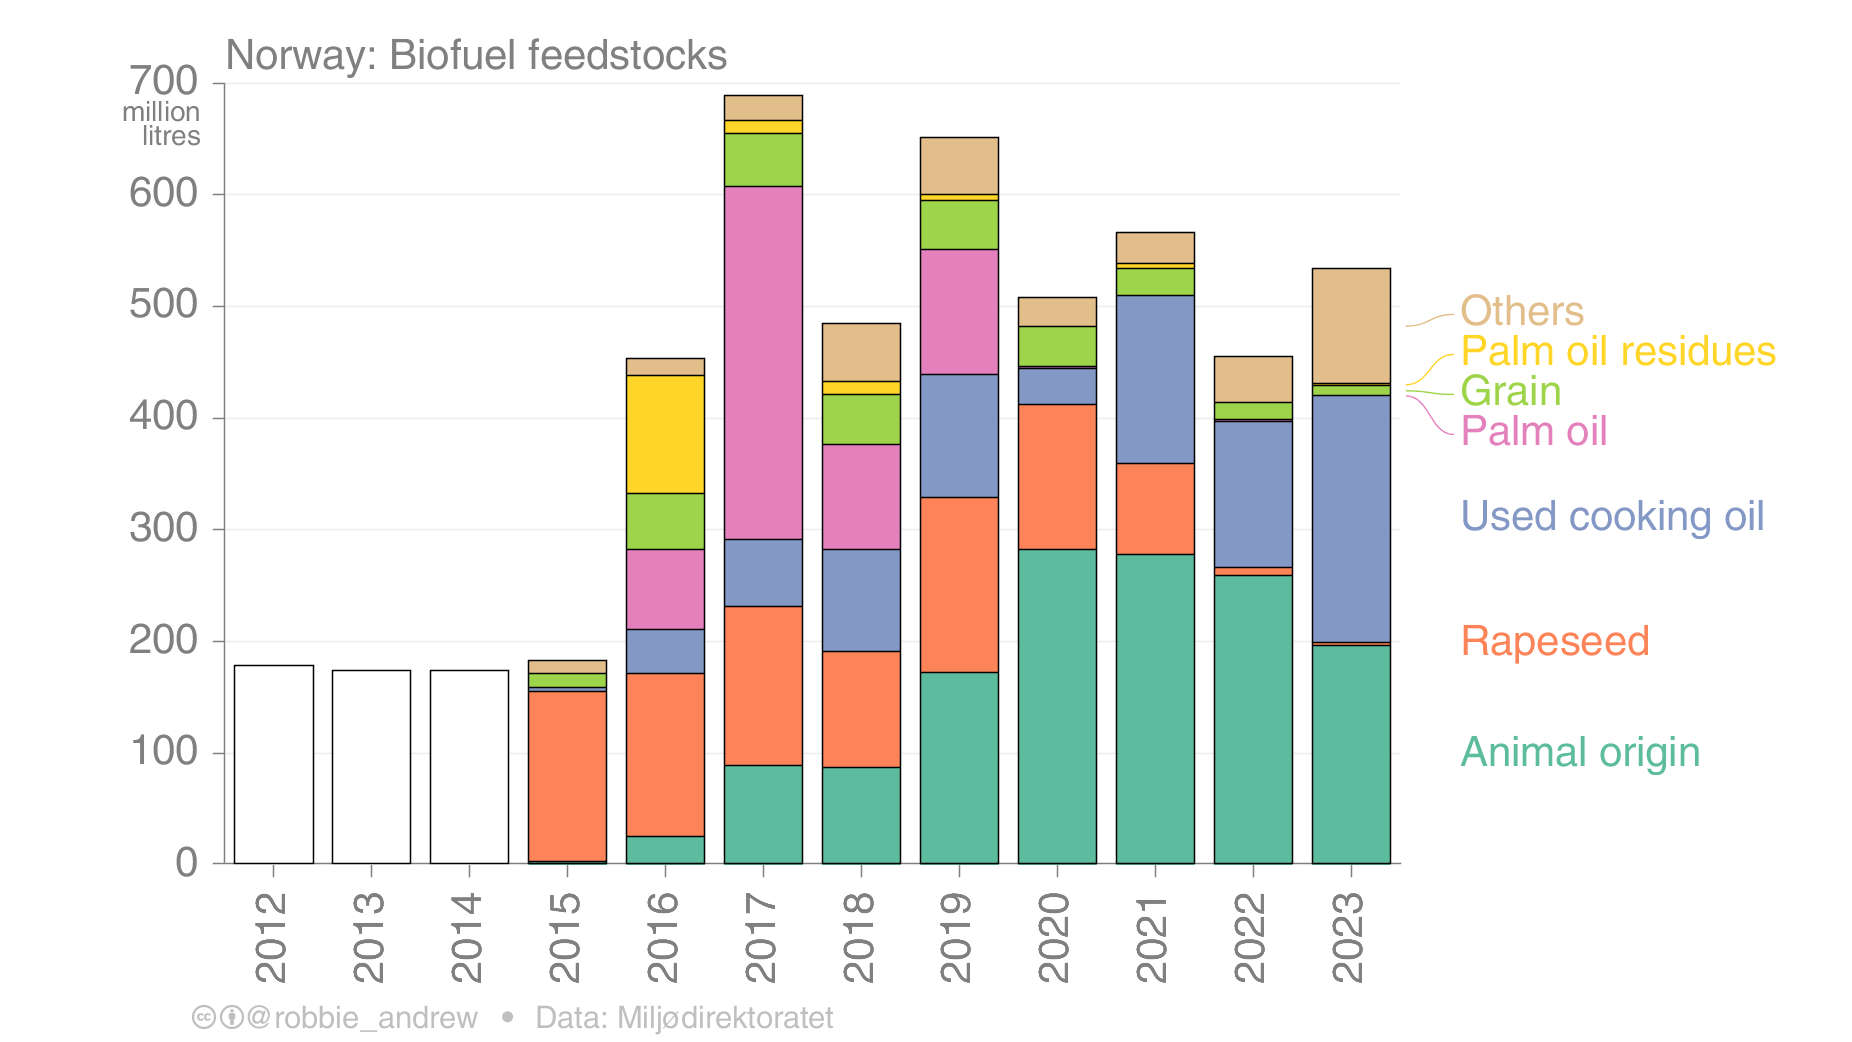 Norway: Biofuel feedstocks
700
million
litres
600
500
400
300
200
100
0
2012
2013
2014
2015
2016
2017
2018
2019
2020
2021
2022
2023
Others
Palm oil residues
Grain
Palm oil
Used cooking oil
Rapeseed
Animal origin
cc @robbie_andrew • Data: Miljødirektoratet